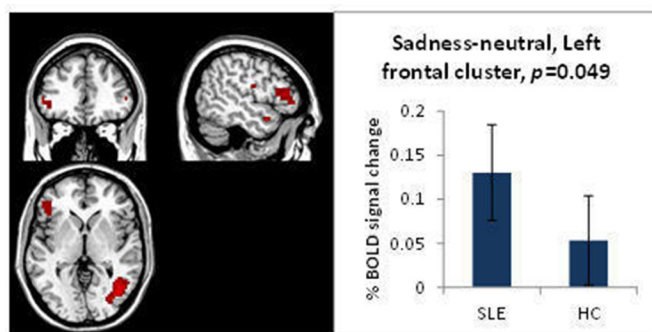 Sadness-neutral, Left
frontal cluster, p=0.049
% BOLD signal change
0.2
0.15
0.1
0.05
0
SLE
HC